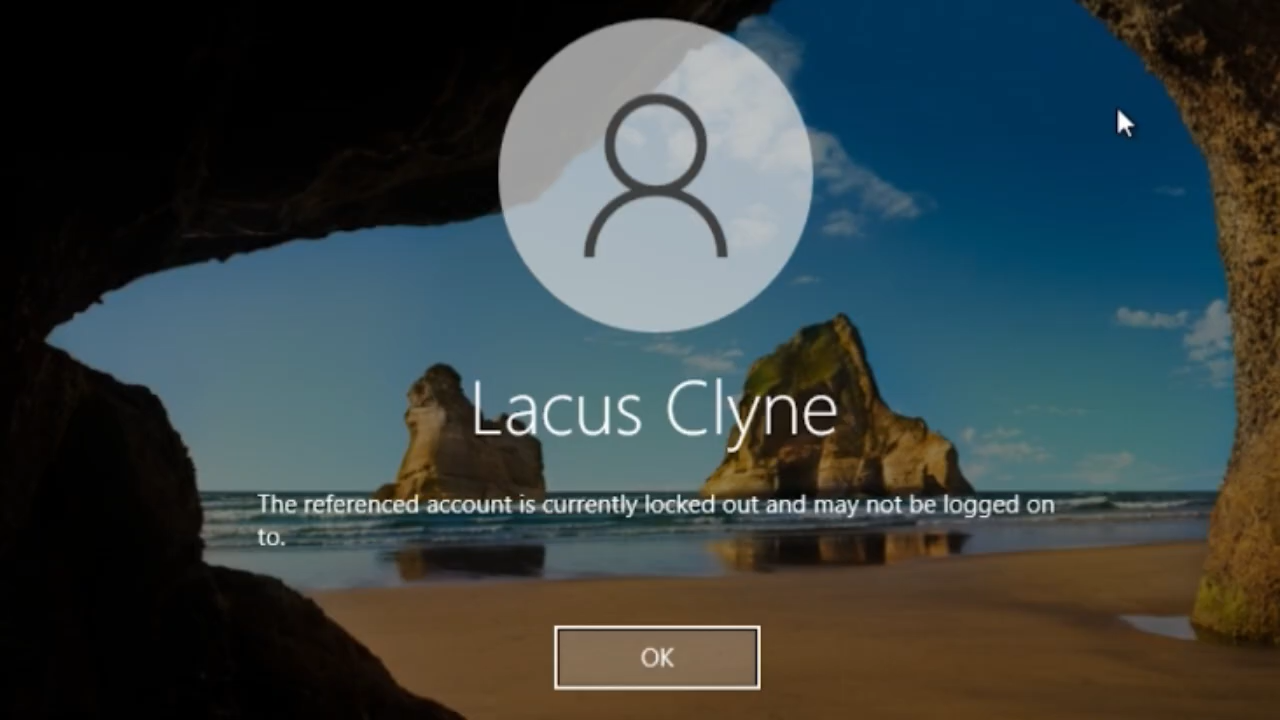 Lacus Clyne
The referenced account is currently locked out and may not be logged on
to.
OK